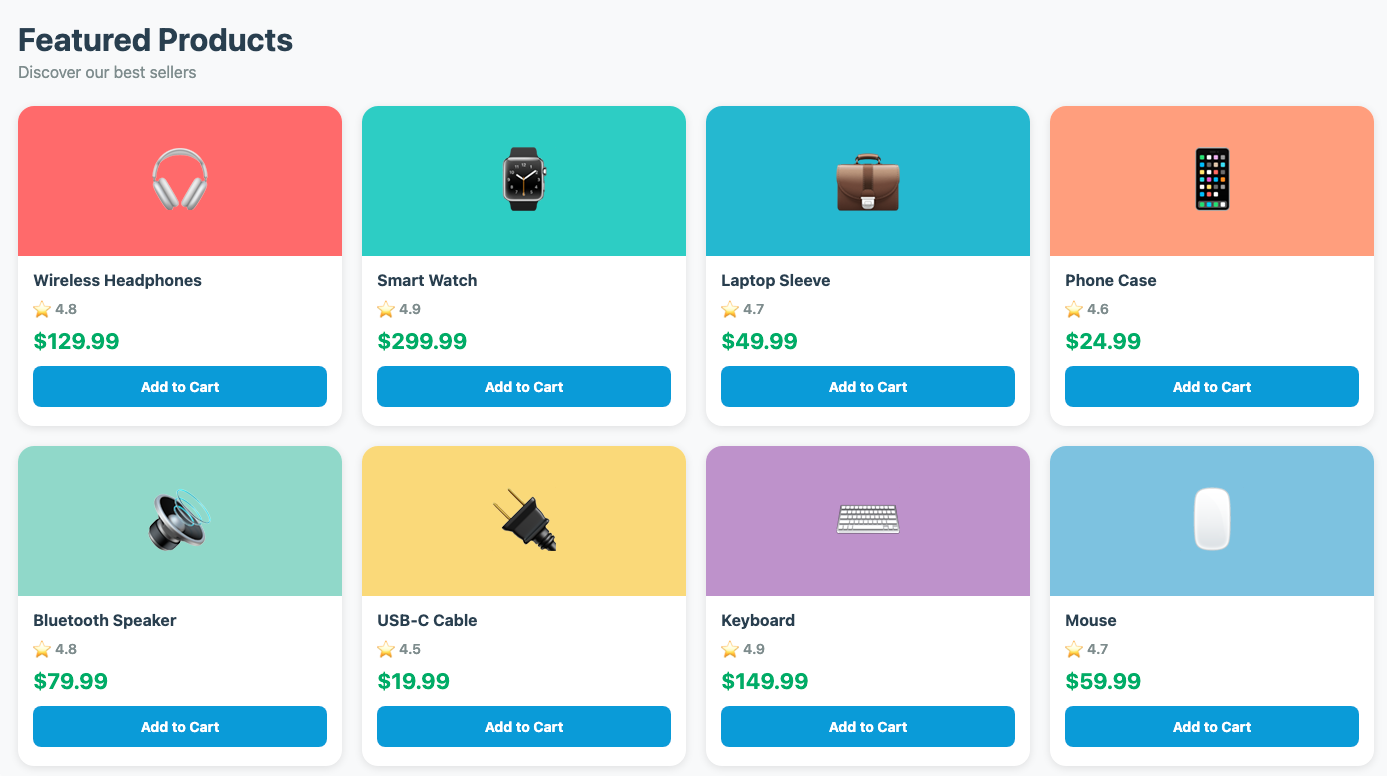 Featured Products
Discover our best sellers
Wireless Headphones
⭐ 4.8
$129.99
Add to Cart
Smart Watch
⭐ 4.9
$299.99
Add to Cart
Laptop Sleeve
⭐ 4.7
$49.99
Add to Cart
Phone Case
⭐ 4.6
$24.99
Add to Cart
Bluetooth Speaker
⭐ 4.8
$79.99
Add to Cart
USB-C Cable
⭐ 4.5
$19.99
Add to Cart
Keyboard
⭐ 4.9
$149.99
Add to Cart
Mouse
⭐ 4.7
$59.99
Add to Cart